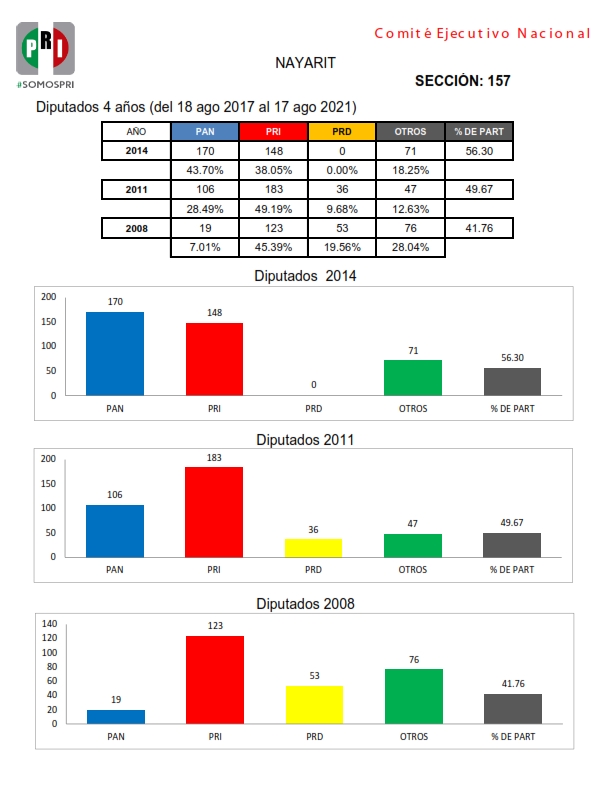 Comité Ejecutivo Nacional
PRI
#SOMOSPRI
NAYARIT
SECCIÓN: 157
Diputados 4 años (del 18 ago 2017 al 17 ago 2021)
AÑO PAN PRI PRD OTROS % DE PART
2014 170 148 0 71 56.30
43.70% 38.05% 0.00% 18.25%
2011 106 183 36 47 49.67
28.49% 49.19% 9.68% 12.63%
2008 19 123 53 76 41.76
7.01% 45.39% 19.56% 28.04%
Diputados 2014
200
170
150
148
100
71
56.30
50
0
0
PAN PRI PRD OTROS % DE PART
Diputados 2011
200
183
150
106
100
50
36
47
49.67
0
PAN PRI PRD OTROS % DE PART
Diputados 2008
140
123
120
100
80
76
60
53
41.76
40
20
19
0
PAN PRI PRD OTROS % DE PART